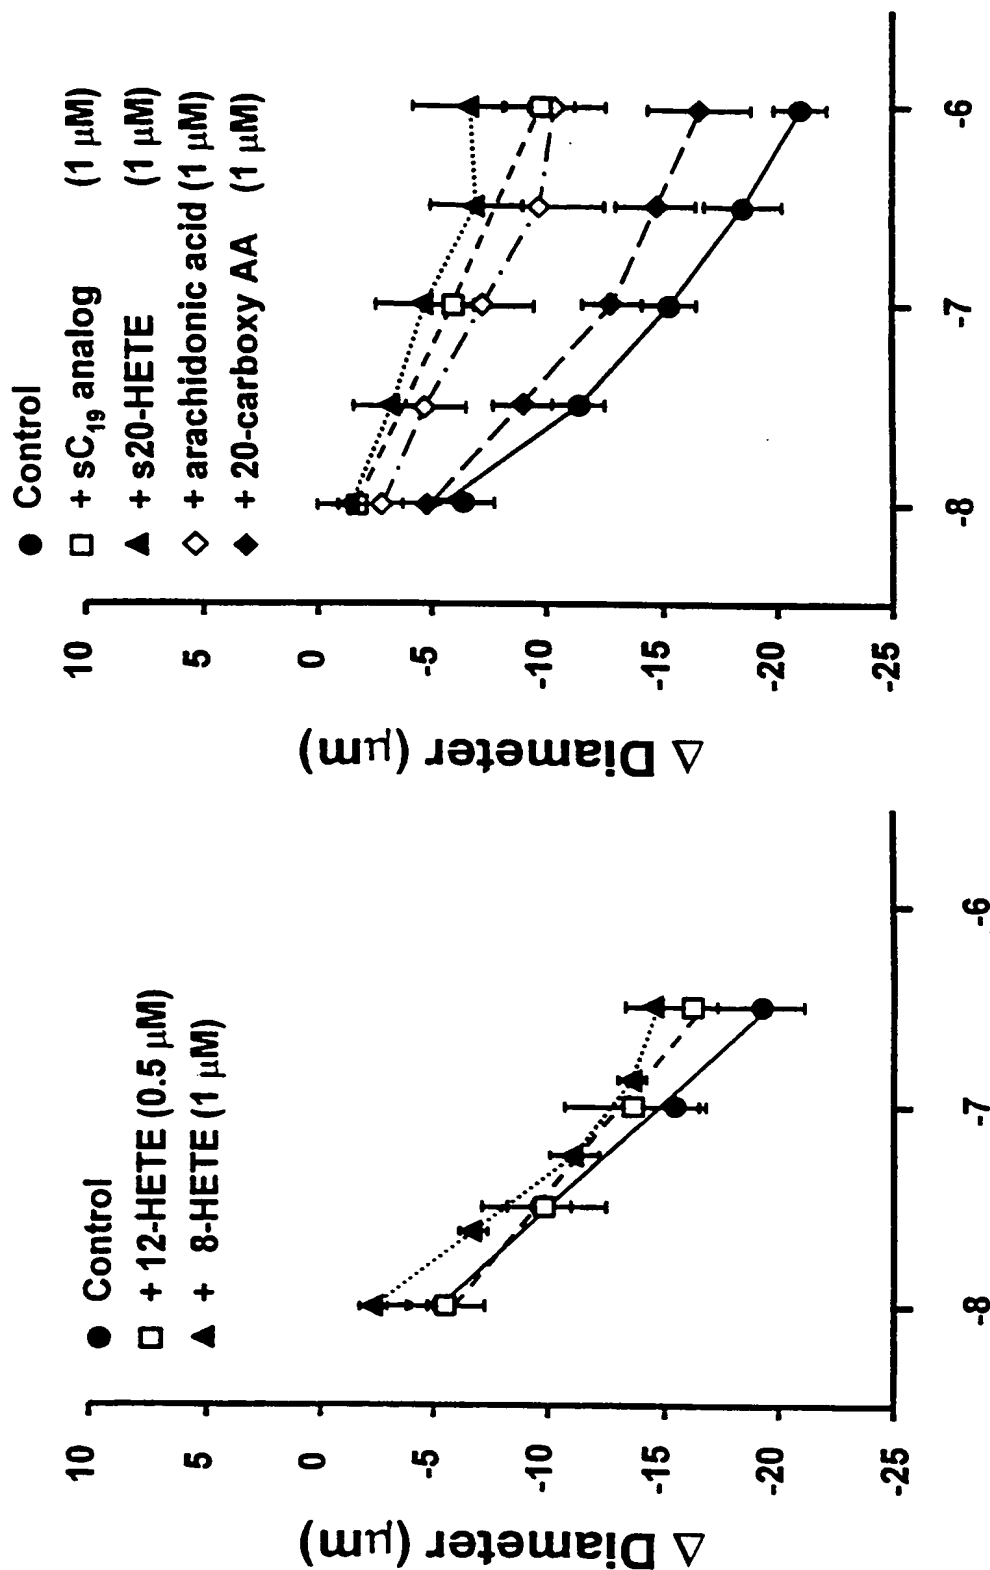 Δ Diameter (μm)
10
5
0
-5
-10
-15
-20
-25
● Control
□ + 12-HETE (0.5 μM)
▲ + 8-HETE (1 μM)
-8
-7
-6
Δ Diameter (μm)
10
5
0
-5
-10
-15
-20
-25
● Control
□ + sC₁₉ analog (1 μM)
▲ + s20-HETE (1 μM)
◇ + arachidonic acid (1 μM)
◆ + 20-carboxy AA (1 μM)
-8
-7
-6